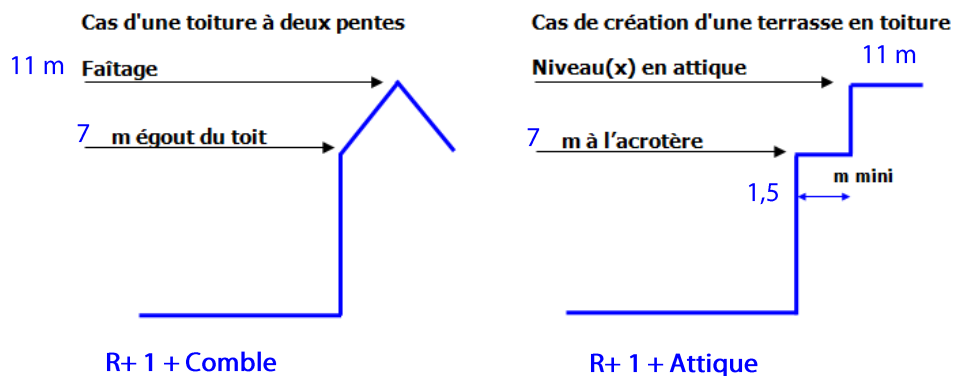 Cas d'une toiture à deux pentes
11 m Faîtage
7 m égout du toit
R+ 1 + Comble
Cas de création d'une terrasse en toiture
11 m
Niveau(x) en attique
7 m à l'acrotère
m mini
1,5
R+ 1 + Attique